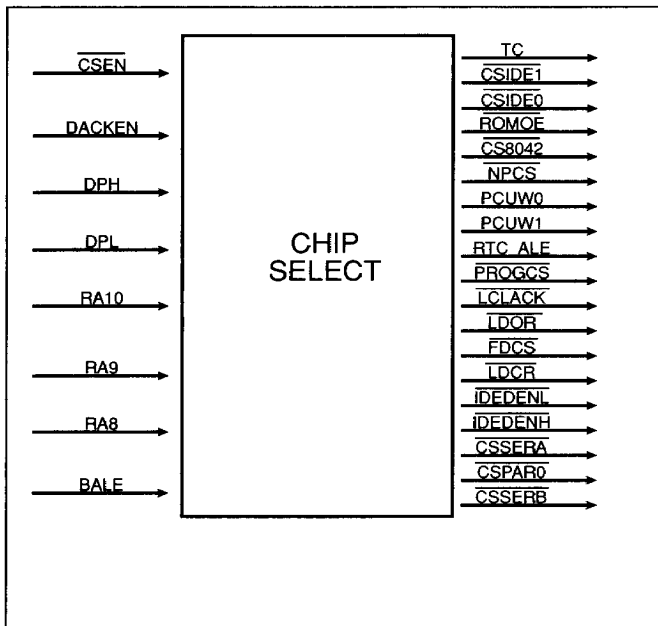 CSEN
DACKEN
DPH
DPL
RA10
RA9
RA8
BALE
CHIP
SELECT
TC
CSIDE1
CSIDE0
ROMOE
CS8042
NPCS
PCUW0
PCUW1
RTC ALE
PROGCS
LCLACK
LDOR
FDCS
LDCR
IDEDENL
IDEDENH
CSSERA
CSPAR0
CSSERB